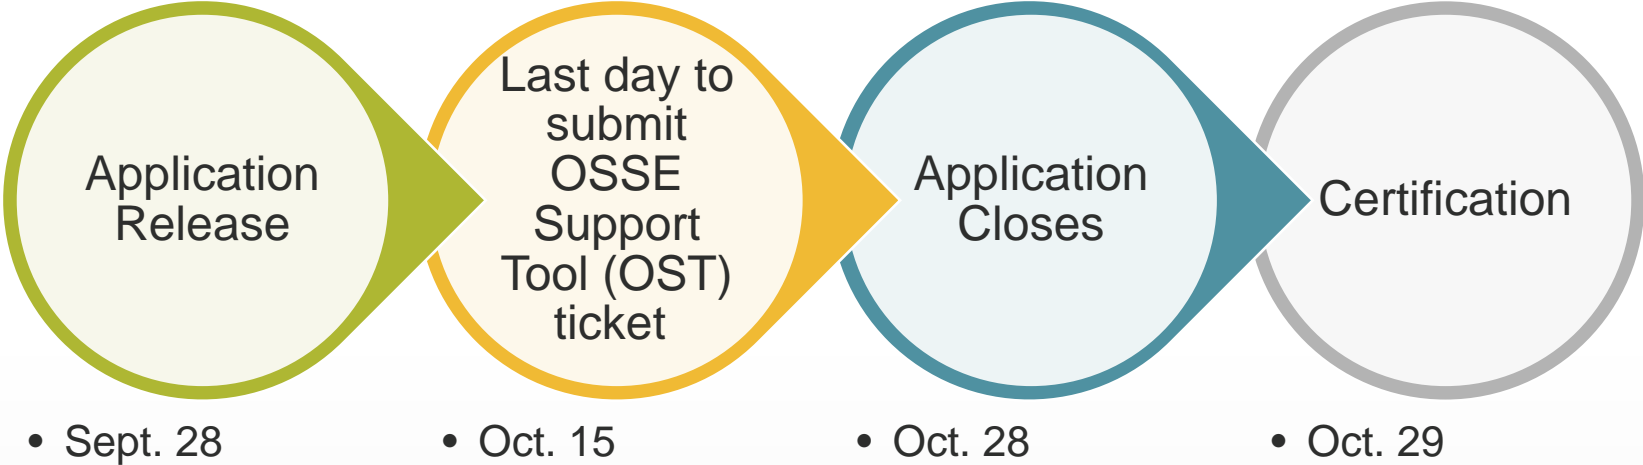 Application
Release
Last day to
submit
OSSE
Support
Tool (OST)
ticket
Application
Closes
Certification
• Sept. 28
• Oct. 15
• Oct. 28
• Oct. 29